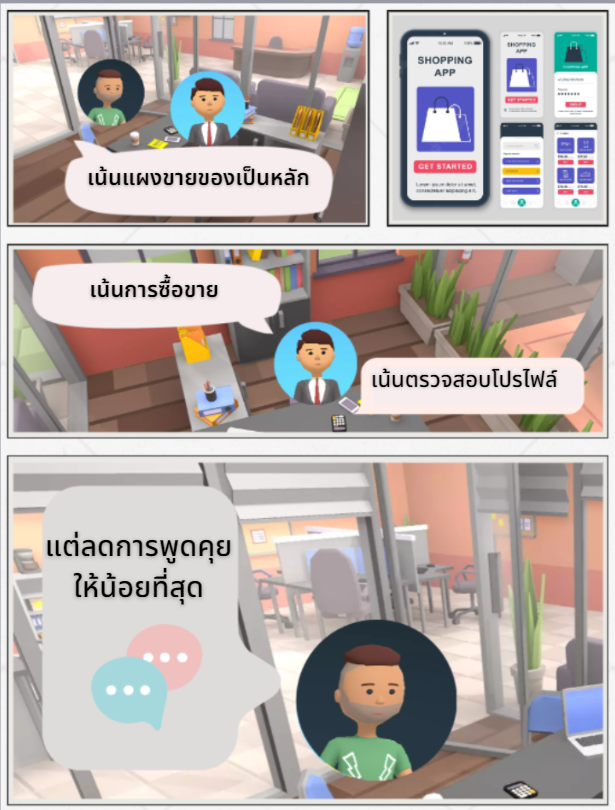 เน้นแผงขายของเป็นหลัก
SHOPPING
APP
GET STARTED
Lorem ipsum dolor sit amet,
consectetuer adipiscing elit,
SHOPPING
APP
GET STARTED
SHOPPING APP
เน้นการซื้อขาย
เน้นตรวจสอบโปรไฟล์
แต่ลดการพูดคุย
ให้น้อยที่สุด